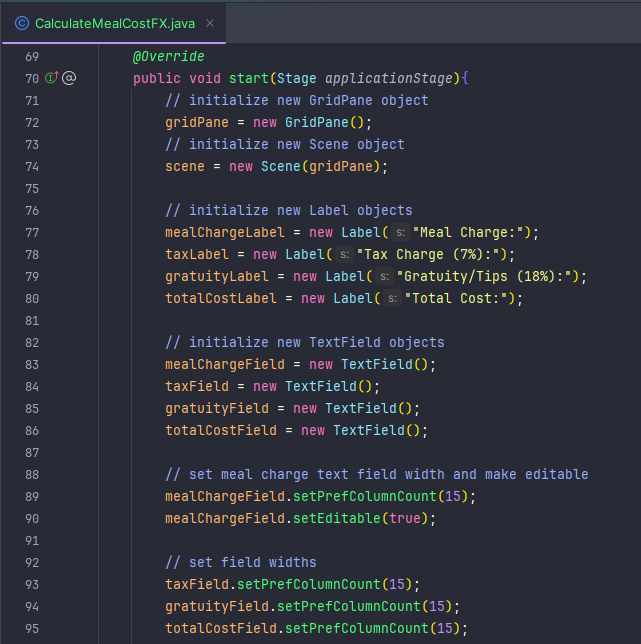 CalculateMealCostFX.java
69 @Override
70 public void start(Stage applicationStage){
71 // initialize new GridPane object
72 gridPane = new GridPane();
73 // initialize new Scene object
74 scene = new Scene(gridPane);
75
76 // initialize new Label objects
77 mealChargeLabel = new Label( s: "Meal Charge:");
78 taxLabel = new Label( s: "Tax Charge (7%):");
79 gratuityLabel = new Label( s: "Gratuity/Tips (18%):");
80 totalCostLabel = new Label( s: "Total Cost:");
81
82 // initialize new TextField objects
83 mealChargeField = new TextField();
84 taxField = new TextField();
85 gratuityField = new TextField();
86 totalCostField = new TextField();
87
88 // set meal charge text field width and make editable
89 mealChargeField.setPrefColumnCount(15);
90 mealChargeField.setEditable(true);
91
92 // set field widths
93 taxField.setPrefColumnCount(15);
94 gratuityField.setPrefColumnCount(15);
95 totalCostField.setPrefColumnCount(15);